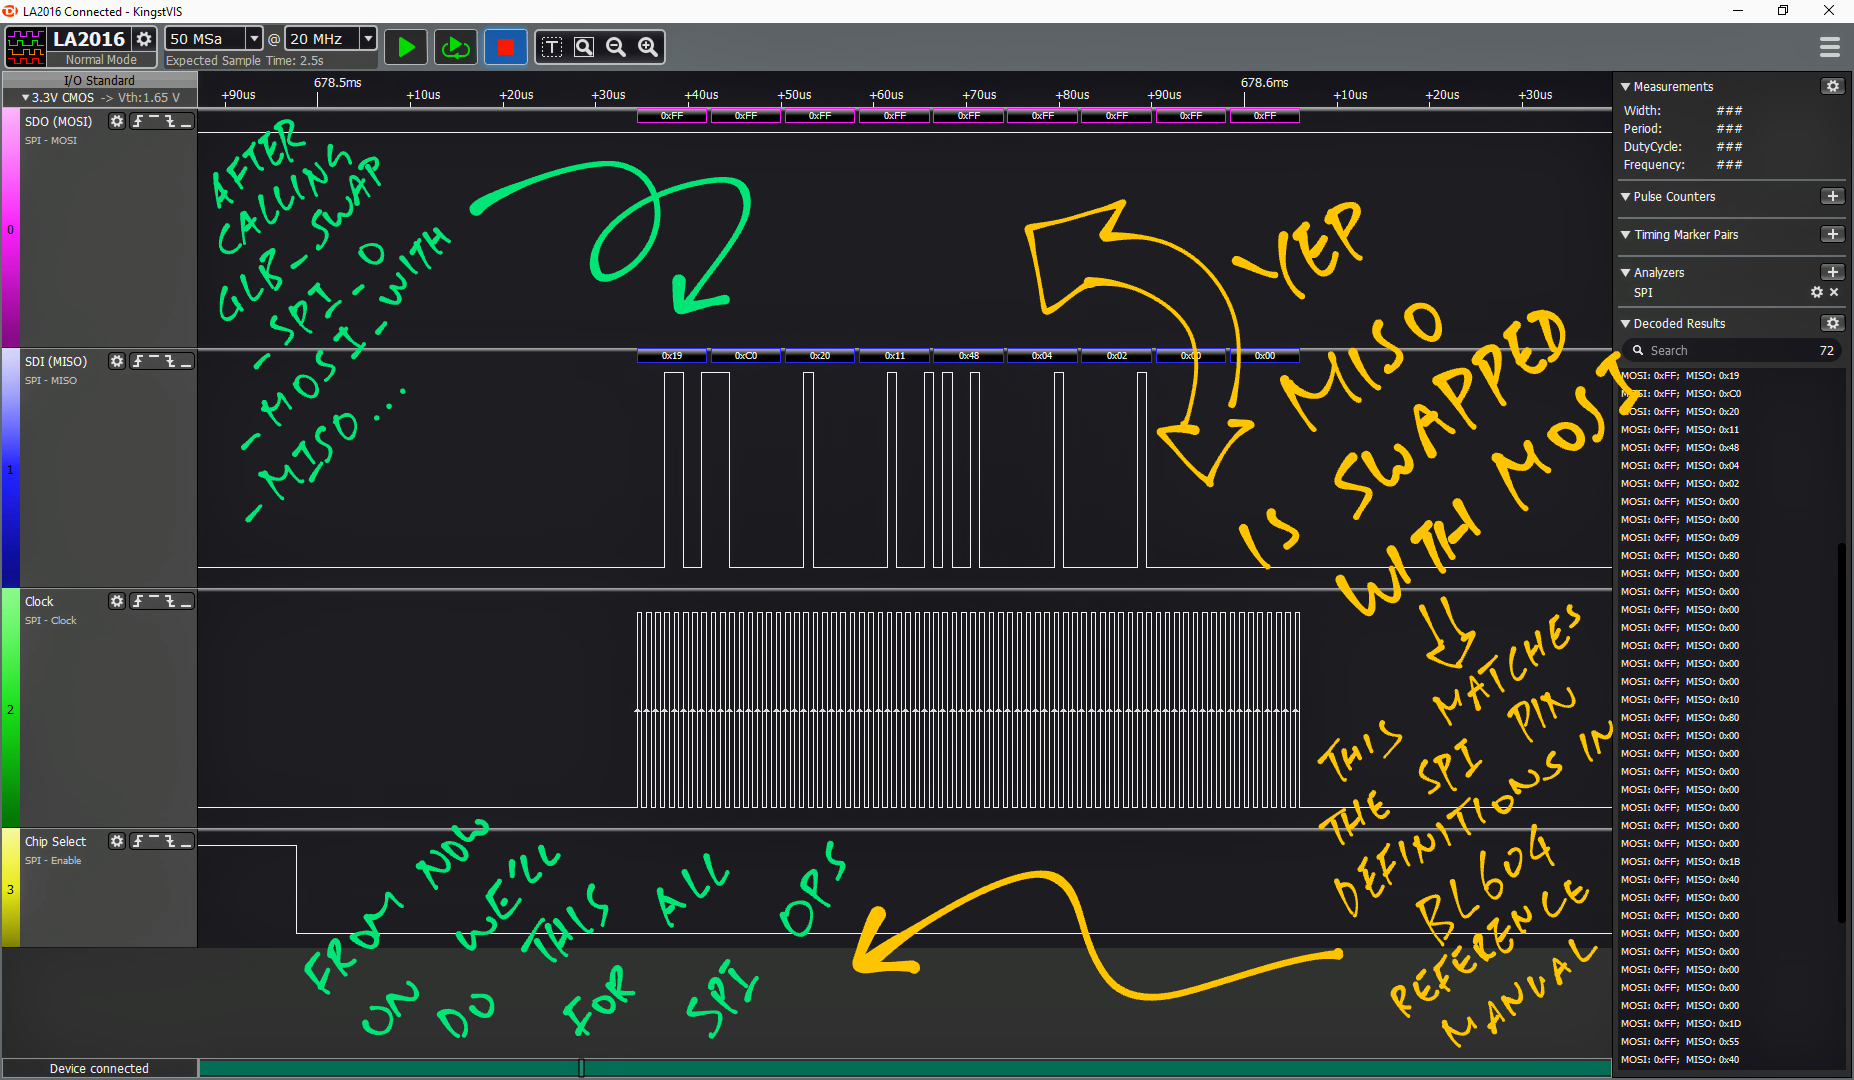 LA2016 Connected - KingstVIS
LA2016
Normal Mode
50 MSa
@
20 MHz
Expected Sample Time: 2.5s
T
I/O Standard
3.3V CMOS -> Vth:1.65 V
678.5ms
678.6ms
+90us
+10us
+20us
+30us
+40us
+50us
+60us
+70us
+80us
+90us
+10us
+20us
+30us
SDO (MOSI)
SPI - MOSI
0
0xFF
0xFF
0xFF
0xFF
0xFF
0xFF
0xFF
0xFF
0xFF
AFTER
CALLING
GLB_SWAP
_SPI_0
_MOSI_WITH
_MISO...
YEP
MISO
IS SWAPPED
WITH MOSI
SDI (MISO)
SPI - MISO
1
0x19
0xC0
0x20
0x11
0x48
0x04
0x02
0x00
0x00
Clock
SPI - Clock
2
THIS MATCHES
THE SPI PIN
DEFINITIONS IN
BL604
REFERENCE
MANUAL
Chip Select
SPI - Enable
3
FROM NOW
ON WE'LL
DO THIS ALL
FOR OPS
SPI
Device connected
Measurements
Width: ###
Period: ###
DutyCycle: ###
Frequency: ###
Pulse Counters
Timing Marker Pairs
Analyzers
SPI
Decoded Results
Search
72
MOSI: 0xFF; MISO: 0x19
MOSI: 0xFF; MISO: 0xC0
MOSI: 0xFF; MISO: 0x20
MOSI: 0xFF; MISO: 0x11
MOSI: 0xFF; MISO: 0x48
MOSI: 0xFF; MISO: 0x04
MOSI: 0xFF; MISO: 0x02
MOSI: 0xFF; MISO: 0x00
MOSI: 0xFF; MISO: 0x00
MOSI: 0xFF; MISO: 0x09
MOSI: 0xFF; MISO: 0x80
MOSI: 0xFF; MISO: 0x00
MOSI: 0xFF; MISO: 0x00
MOSI: 0xFF; MISO: 0x00
MOSI: 0xFF; MISO: 0x00
MOSI: 0xFF; MISO: 0x00
MOSI: 0xFF; MISO: 0x00
MOSI: 0xFF; MISO: 0x00
MOSI: 0xFF; MISO: 0x10
MOSI: 0xFF; MISO: 0x80
MOSI: 0xFF; MISO: 0x00
MOSI: 0xFF; MISO: 0x00
MOSI: 0xFF; MISO: 0x00
MOSI: 0xFF; MISO: 0x00
MOSI: 0xFF; MISO: 0x00
MOSI: 0xFF; MISO: 0x00
MOSI: 0xFF; MISO: 0x00
MOSI: 0xFF; MISO: 0x1B
MOSI: 0xFF; MISO: 0x40
MOSI: 0xFF; MISO: 0x00
MOSI: 0xFF; MISO: 0x00
MOSI: 0xFF; MISO: 0x00
MOSI: 0xFF; MISO: 0x00
MOSI: 0xFF; MISO: 0x00
MOSI: 0xFF; MISO: 0x00
MOSI: 0xFF; MISO: 0x00
MOSI: 0xFF; MISO: 0x1D
MOSI: 0xFF; MISO: 0x55
MOSI: 0xFF; MISO: 0x40